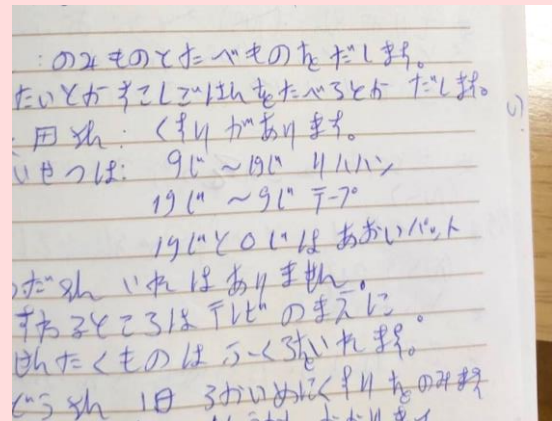 :のみものとたべものをだします。
たいとかすこしごはんをたべるとか だします。
用さん: くすりがあります。
いせつは: 9じ〜19じ リハパン
19じ〜9じ テープ
19じと0じは あおいパット
さん いればはありません。
すわるところは テレビ のまえに。
せんたくものは ふくろをいれます。
さん 1日 3かいめにくすりをのみます